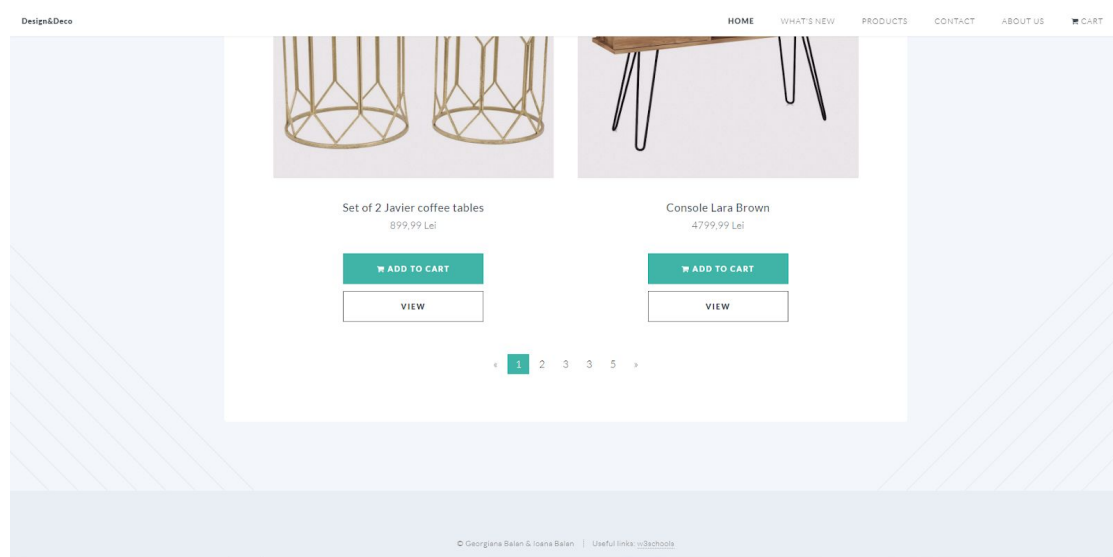 Design&Deco HOME WHAT'S NEW PRODUCTS CONTACT ABOUT US CART
Set of 2 Javier coffee tables Console Lara Brown
899,99 Lei 4799,99 Lei
ADD TO CART ADD TO CART
VIEW VIEW
« 1 2 3 3 5 »
© Georgiana Balan & Ioana Balan | Useful links: w3schools